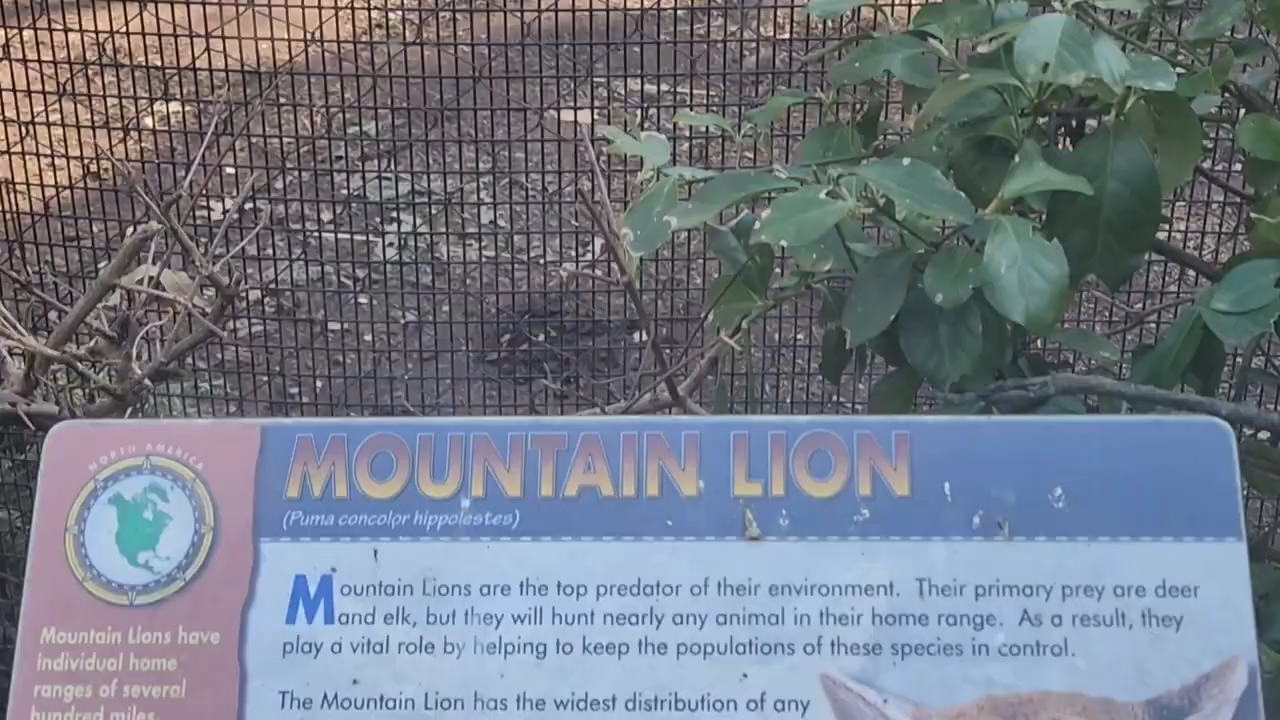 NORTH AMERICA
MOUNTAIN LION
(Puma concolor hippolestes)
Mountain Lions are the top predator of their environment. Their primary prey are deer
and elk, but they will hunt nearly any animal in their home range. As a result, they
play a vital role by helping to keep the populations of these species in control.
The Mountain Lion has the widest distribution of any
Mountain Lions have
individual home
ranges of several
hundred miles.